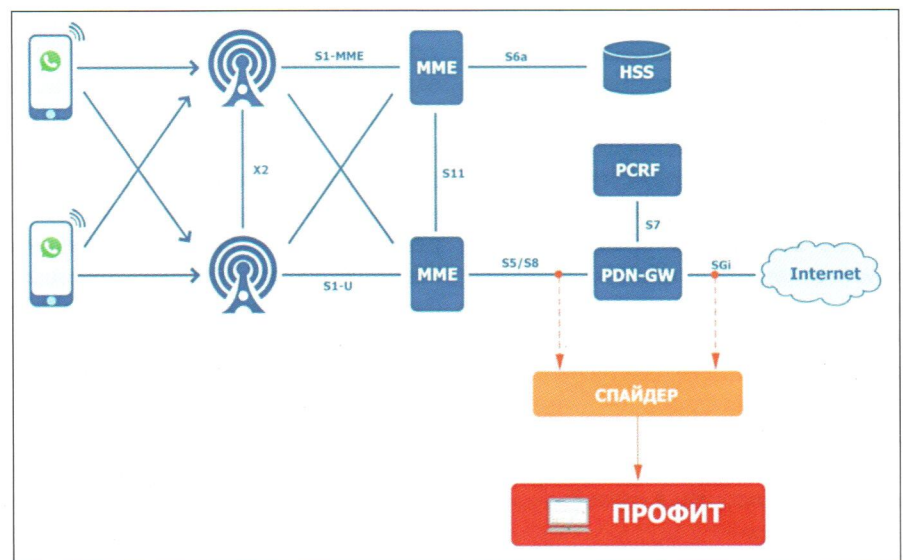 S1-MME
MME
S6a
HSS
X2
S11
PCRF
S7
S1-U
MME
S5/S8
PDN-GW
SGi
Internet
СПАЙДЕР
ПРОФИТ